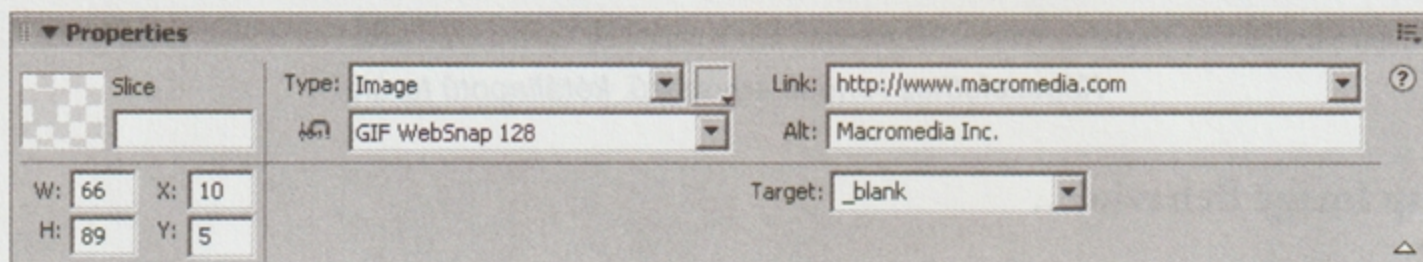 Properties
Slice
Type: Image
Link: http://www.macromedia.com
?
GIF WebSnap 128
Alt: Macromedia Inc.
W: 66 X: 10
Target: _blank
H: 89 Y: 5